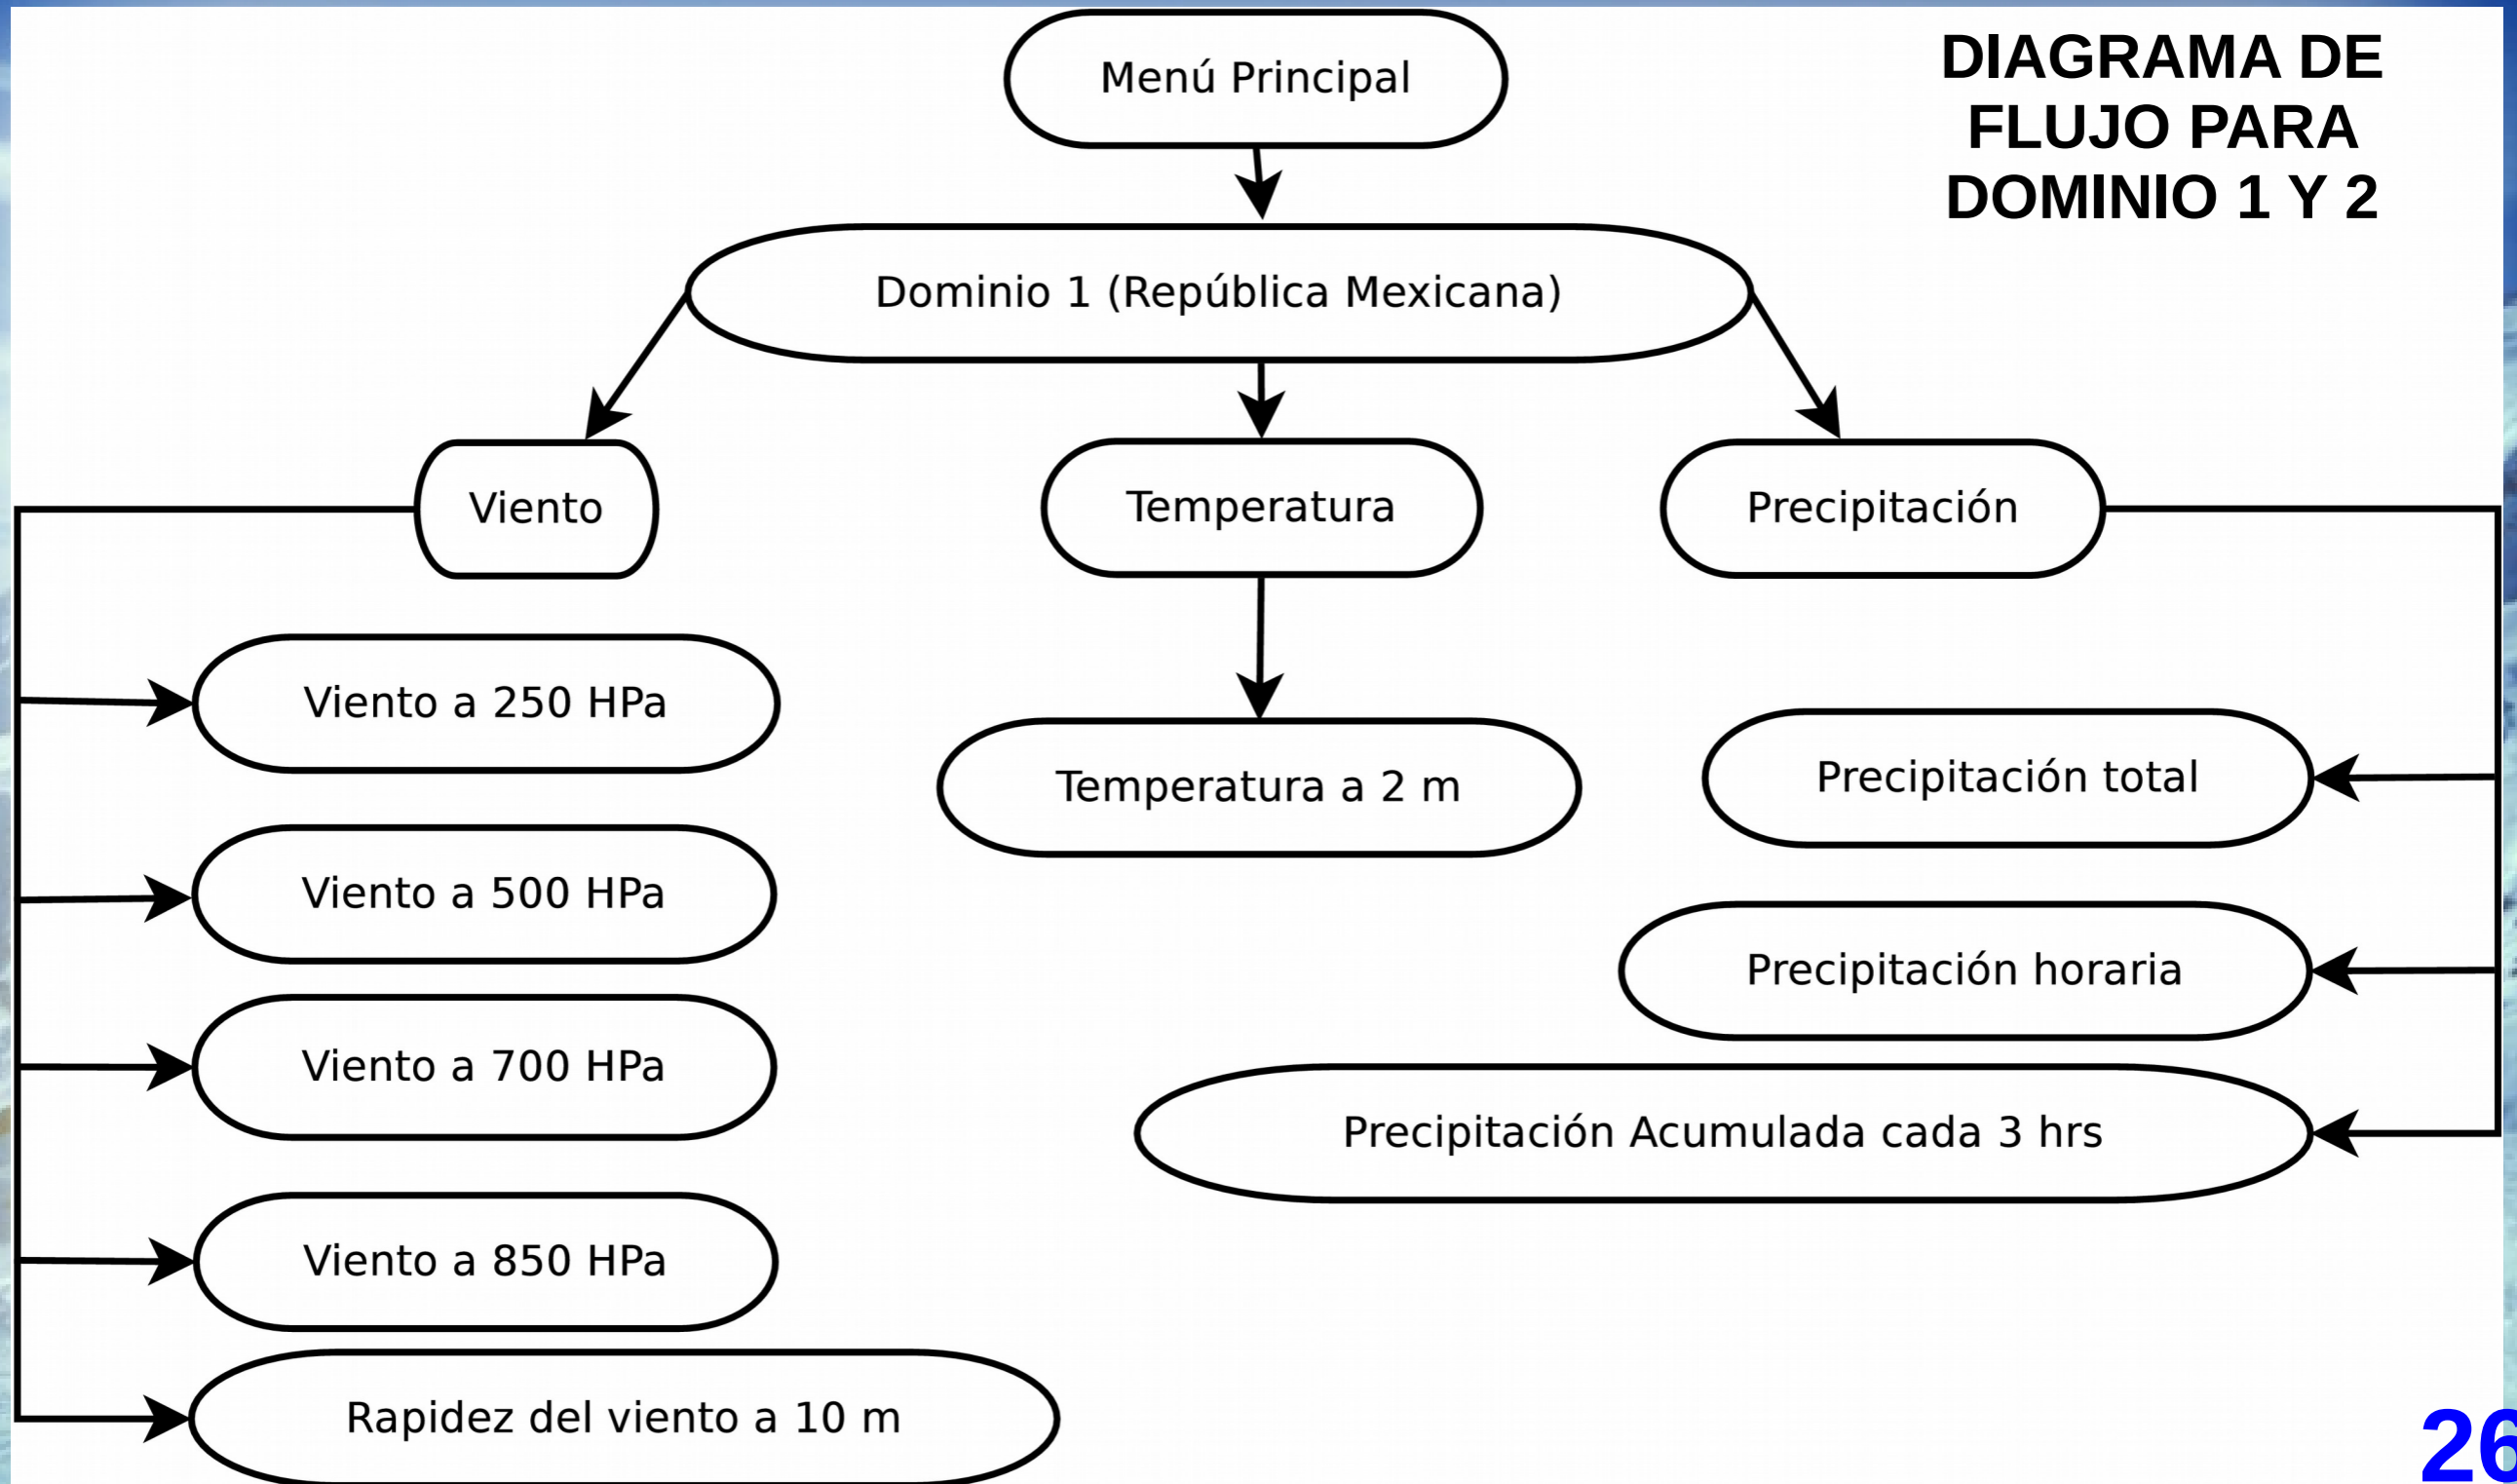 Menú Principal
DIAGRAMA DE
FLUJO PARA
DOMINIO 1 Y 2
Dominio 1 (República Mexicana)
Viento
Temperatura
Precipitación
Viento a 250 HPa
Viento a 500 HPa
Viento a 700 HPa
Viento a 850 HPa
Rapidez del viento a 10 m
Temperatura a 2 m
Precipitación total
Precipitación horaria
Precipitación Acumulada cada 3 hrs
26